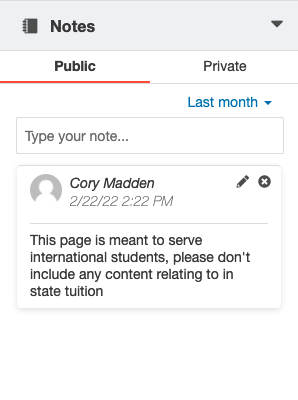 Notes
Public Private
Last month
Type your note...
Cory Madden
2/22/22 2:22 PM
This page is meant to serve
international students, please don't
include any content relating to in
state tuition